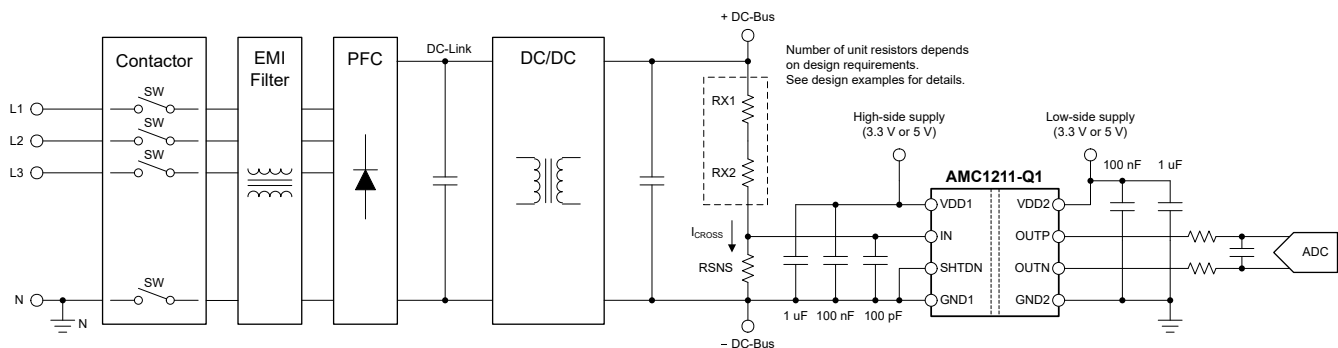 + DC-Bus
Number of unit resistors depends
on design requirements.
See design examples for details.
Contactor
EMI
Filter
PFC
DC-Link
DC/DC
SW
L1
SW
L2
SW
L3
RX1
RX2
High-side supply
(3.3 V or 5 V)
Low-side supply
(3.3 V or 5 V)
100 nF
1 uF
AMC1211-Q1
VDD1
VDD2
ICROSS
IN
OUTP
ADC
RSNS
SHTDN
OUTN
SW
N
GND1
GND2
N
1 uF
100 nF
100 pF
– DC-Bus